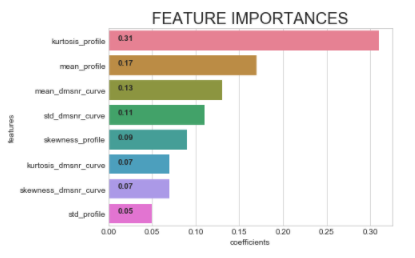 FEATURE IMPORTANCES
kurtosis_profile 0.31
mean_profile 0.17
mean_dmsnr_curve 0.13
std_dmsnr_curve 0.11
skewness_profile 0.09
kurtosis_dmsnr_curve 0.07
skewness_dmsnr_curve 0.07
std_profile 0.05
features
0.00 0.05 0.10 0.15 0.20 0.25 0.30
coefficients